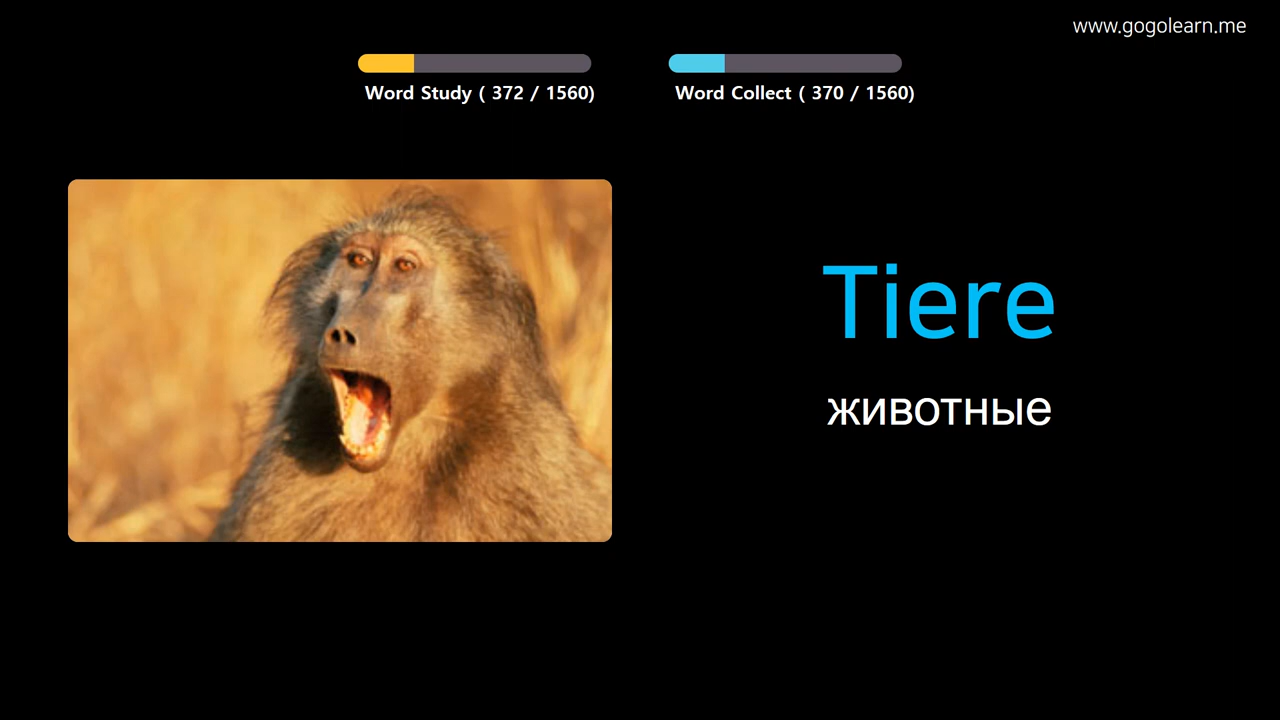 www.gogolearn.me
Word Study ( 372 / 1560)
Word Collect ( 370 / 1560)
Tiere
животные